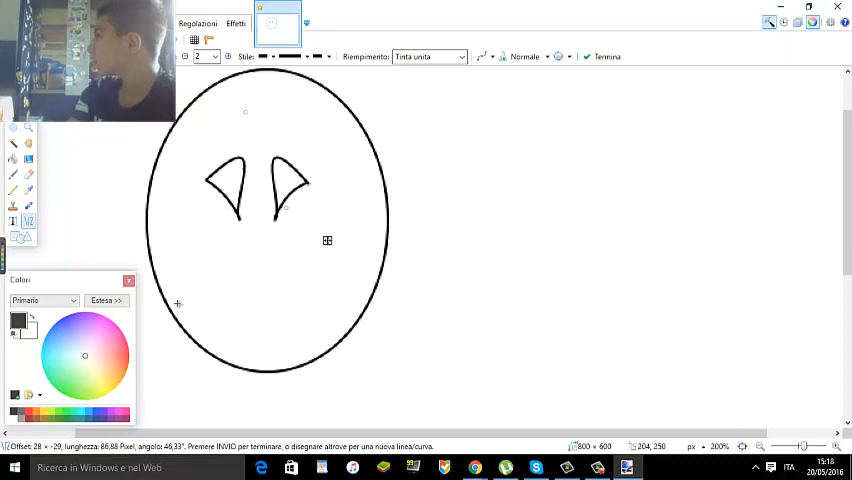 Regolazioni Effetti
2 Stile: Riempimento: Tinta unita Normale Termina
Colori
Primario Estesa >>
Offset: 28 × -29, lunghezza: 86,88 Pixel, angolo: 46,33°. Premere INVIO per terminare, o disegnare altrove per una nuova linea/curva. 800 × 600 204, 250 px 200%
Ricerca in Windows e nel Web
ITA
15:18
20/05/2016